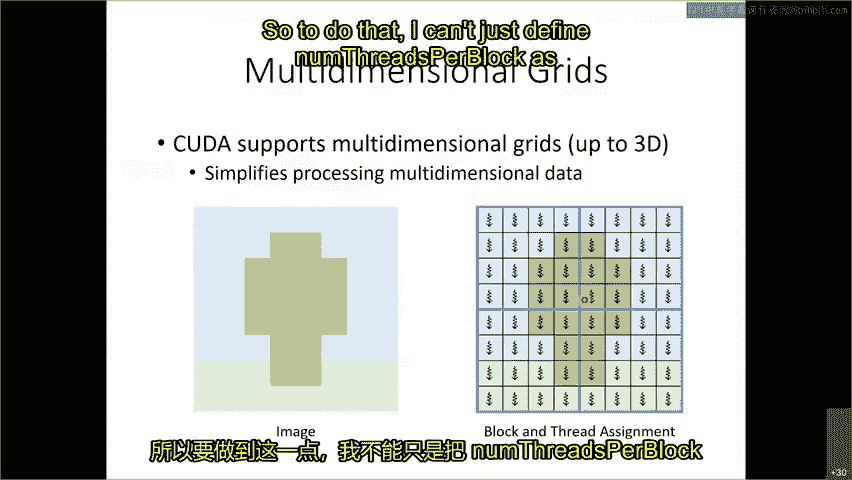 So to do that, I can't just define
numThreadsPerBlock as
Multidimensional Grids
• CUDA supports multidimensional grids (up to 3D)
• Simplifies processing multidimensional data
Image
Block and Thread Assignment
所以要做到这一点，我不能只是把 numThreadsPerBlock
+30